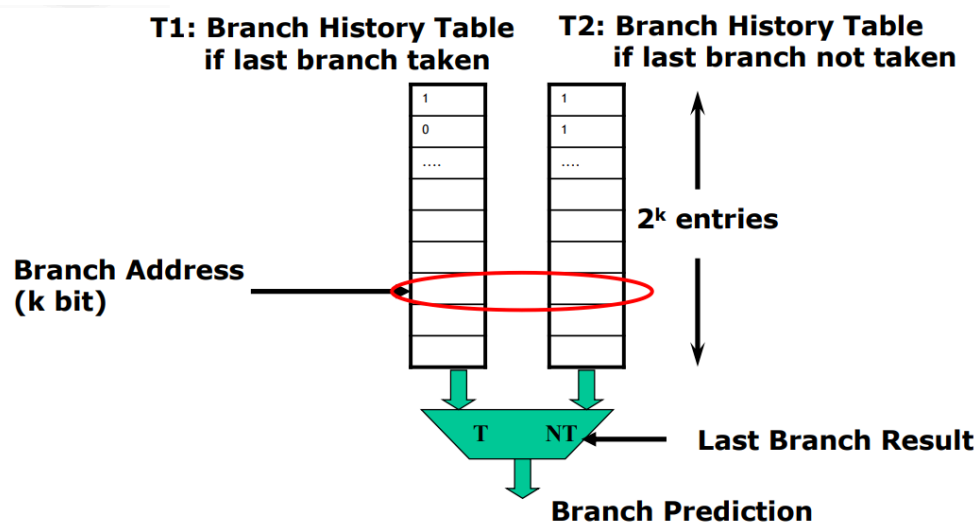 T1: Branch History Table
if last branch taken
T2: Branch History Table
if last branch not taken
1
0
....
1
1
....
2ᵏ entries
Branch Address
(k bit)
T
NT
Last Branch Result
Branch Prediction